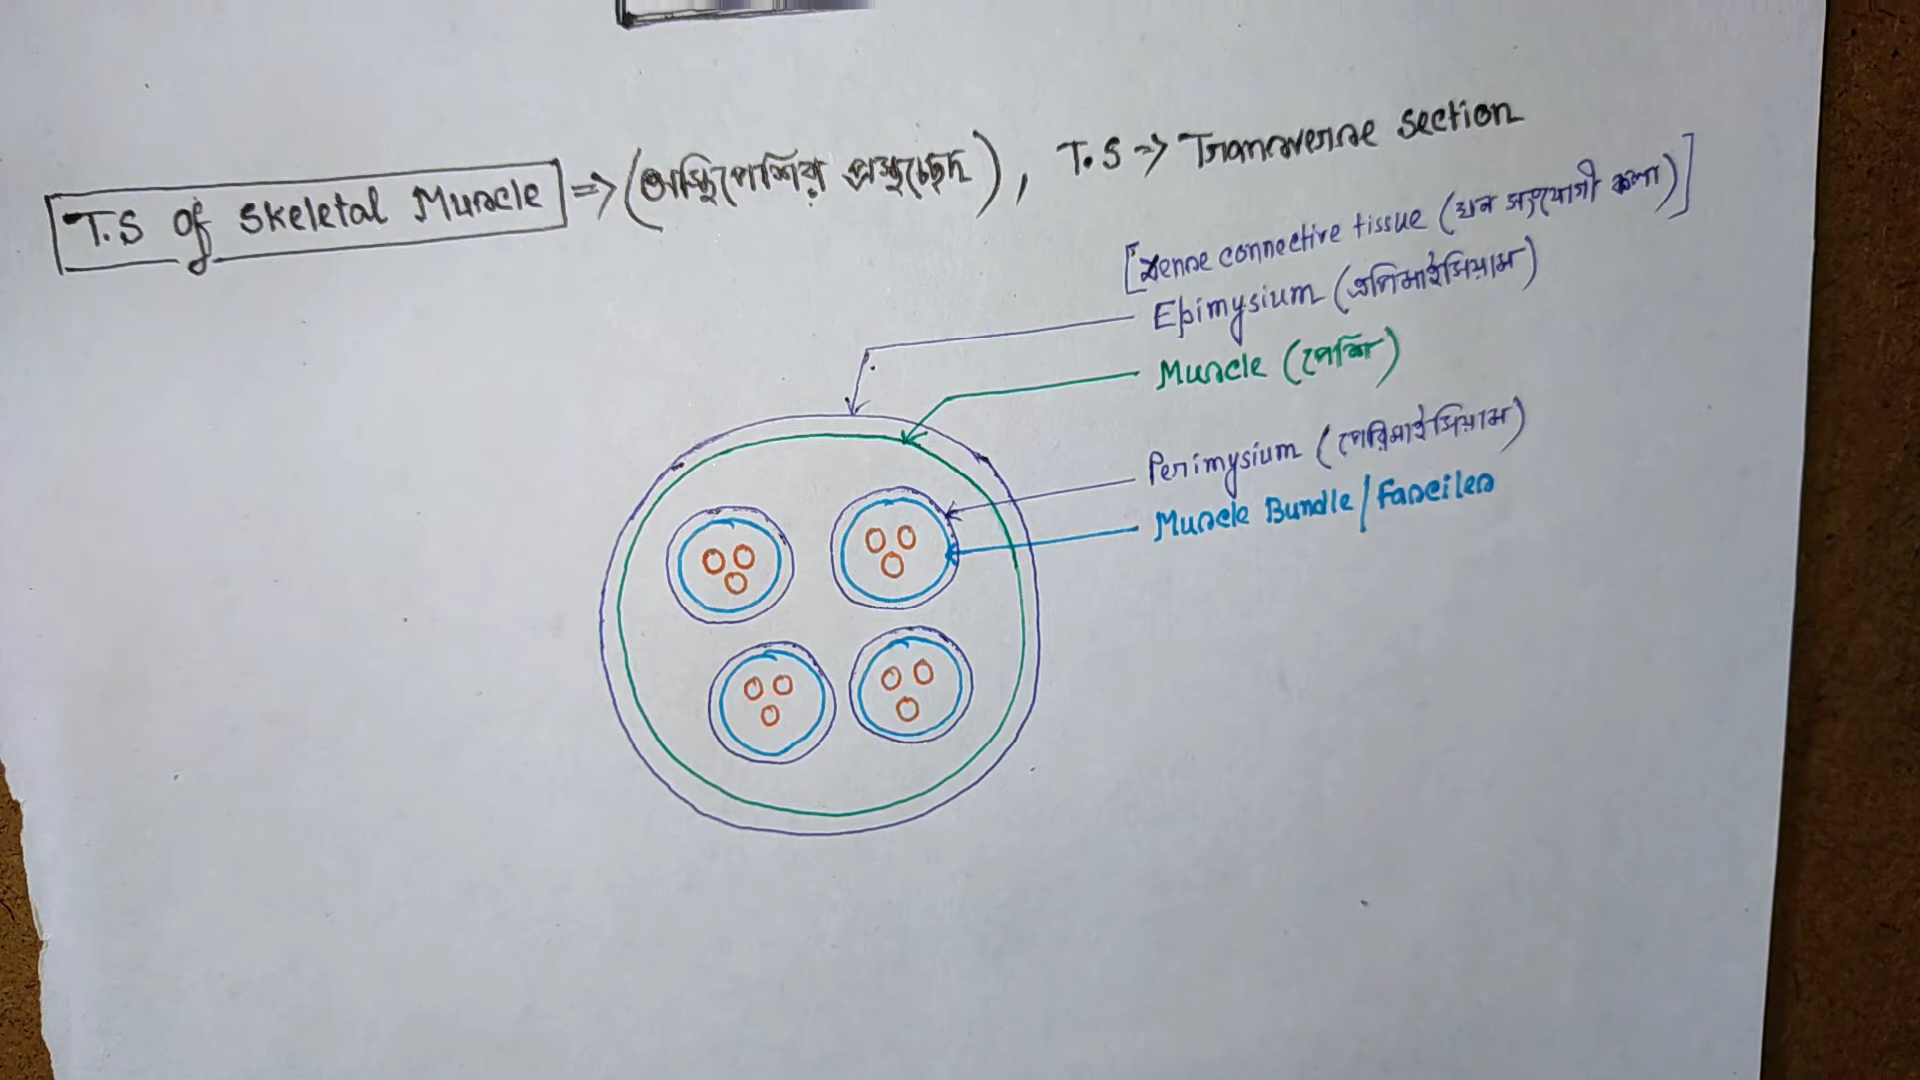 T.S of Skeletal Muscle => (অস্থিপেশির প্রস্থচ্ছেদ), T.S => Transverse section
[Dense connective tissue (ঘন সংযোগী কলা)]
Epimysium (এপিমাইসিয়াম)
Muscle (পেশি)
Perimysium (পেরিমাইসিয়াম)
Muscle Bundle/Fasciles